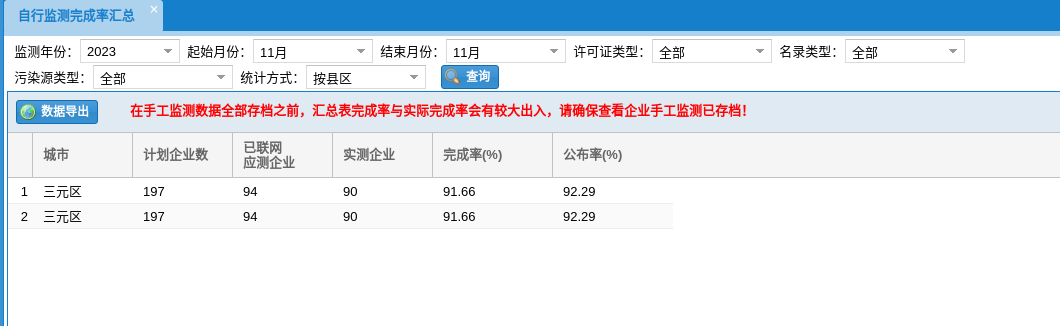 自行监测完成率汇总 ×
监测年份: 2023 起始月份: 11月 结束月份: 11月 许可证类型: 全部 名录类型: 全部
污染源类型: 全部 统计方式: 按县区 查询
数据导出 在手工监测数据全部存档之前，汇总表完成率与实际完成率会有较大出入，请确保查看企业手工监测已存档！
城市 计划企业数 已联网 应测企业 实测企业 完成率(%) 公布率(%)
1 三元区 197 94 90 91.66 92.29
2 三元区 197 94 90 91.66 92.29